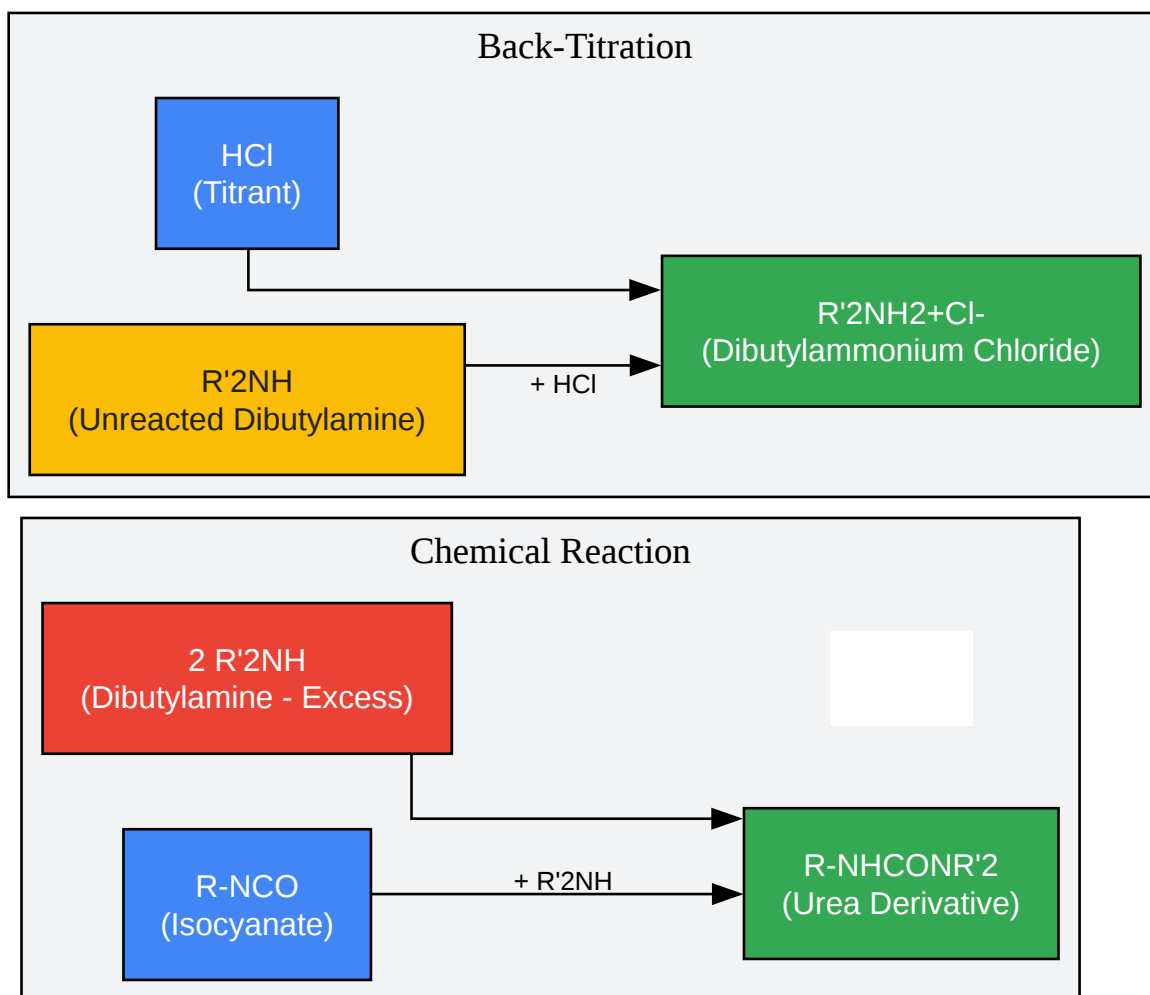 Back-Titration
HCl
(Titrant)
R'2NH2+Cl-
(Dibutylammonium Chloride)
R'2NH
(Unreacted Dibutylamine)
+ HCl
Chemical Reaction
2 R'2NH
(Dibutylamine - Excess)
R-NCO
(Isocyanate)
+ R'2NH
R-NHCONR'2
(Urea Derivative)